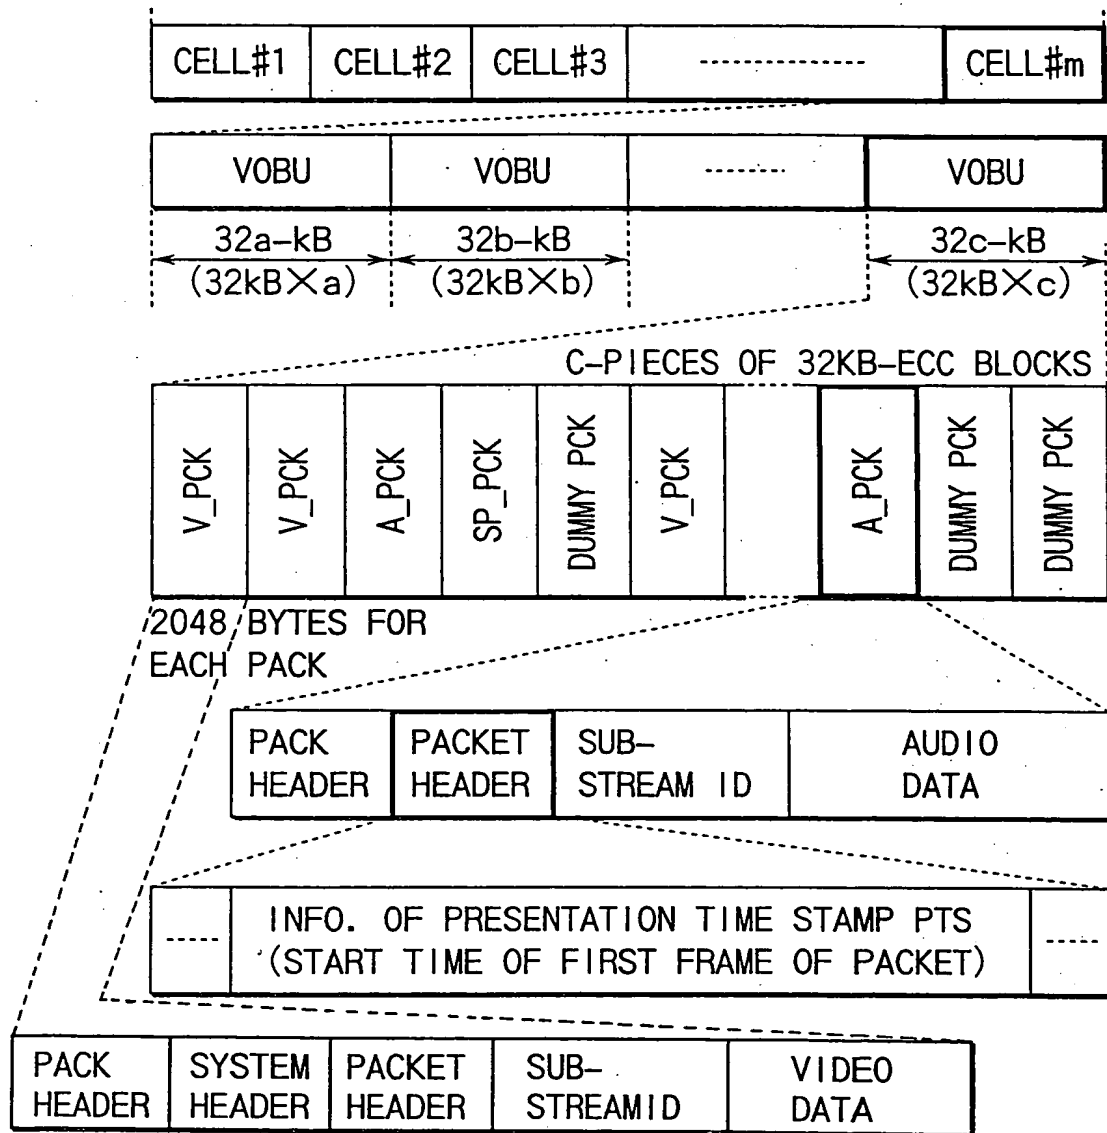 CELL#1 CELL#2 CELL#3 CELL#m
VOBU VOBU VOBU
32a-kB 32b-kB 32c-kB
(32kB×a) (32kB×b) (32kB×c)
C-PIECES OF 32KB-ECC BLOCKS
V_PCK V_PCK A_PCK SP_PCK DUMMY PCK V_PCK A_PCK DUMMY PCK DUMMY PCK
2048 BYTES FOR
EACH PACK
PACK PACKET SUB- AUDIO
HEADER HEADER STREAM ID DATA
INFO. OF PRESENTATION TIME STAMP PTS
(START TIME OF FIRST FRAME OF PACKET)
PACK SYSTEM PACKET SUB- VIDEO
HEADER HEADER HEADER STREAMID DATA